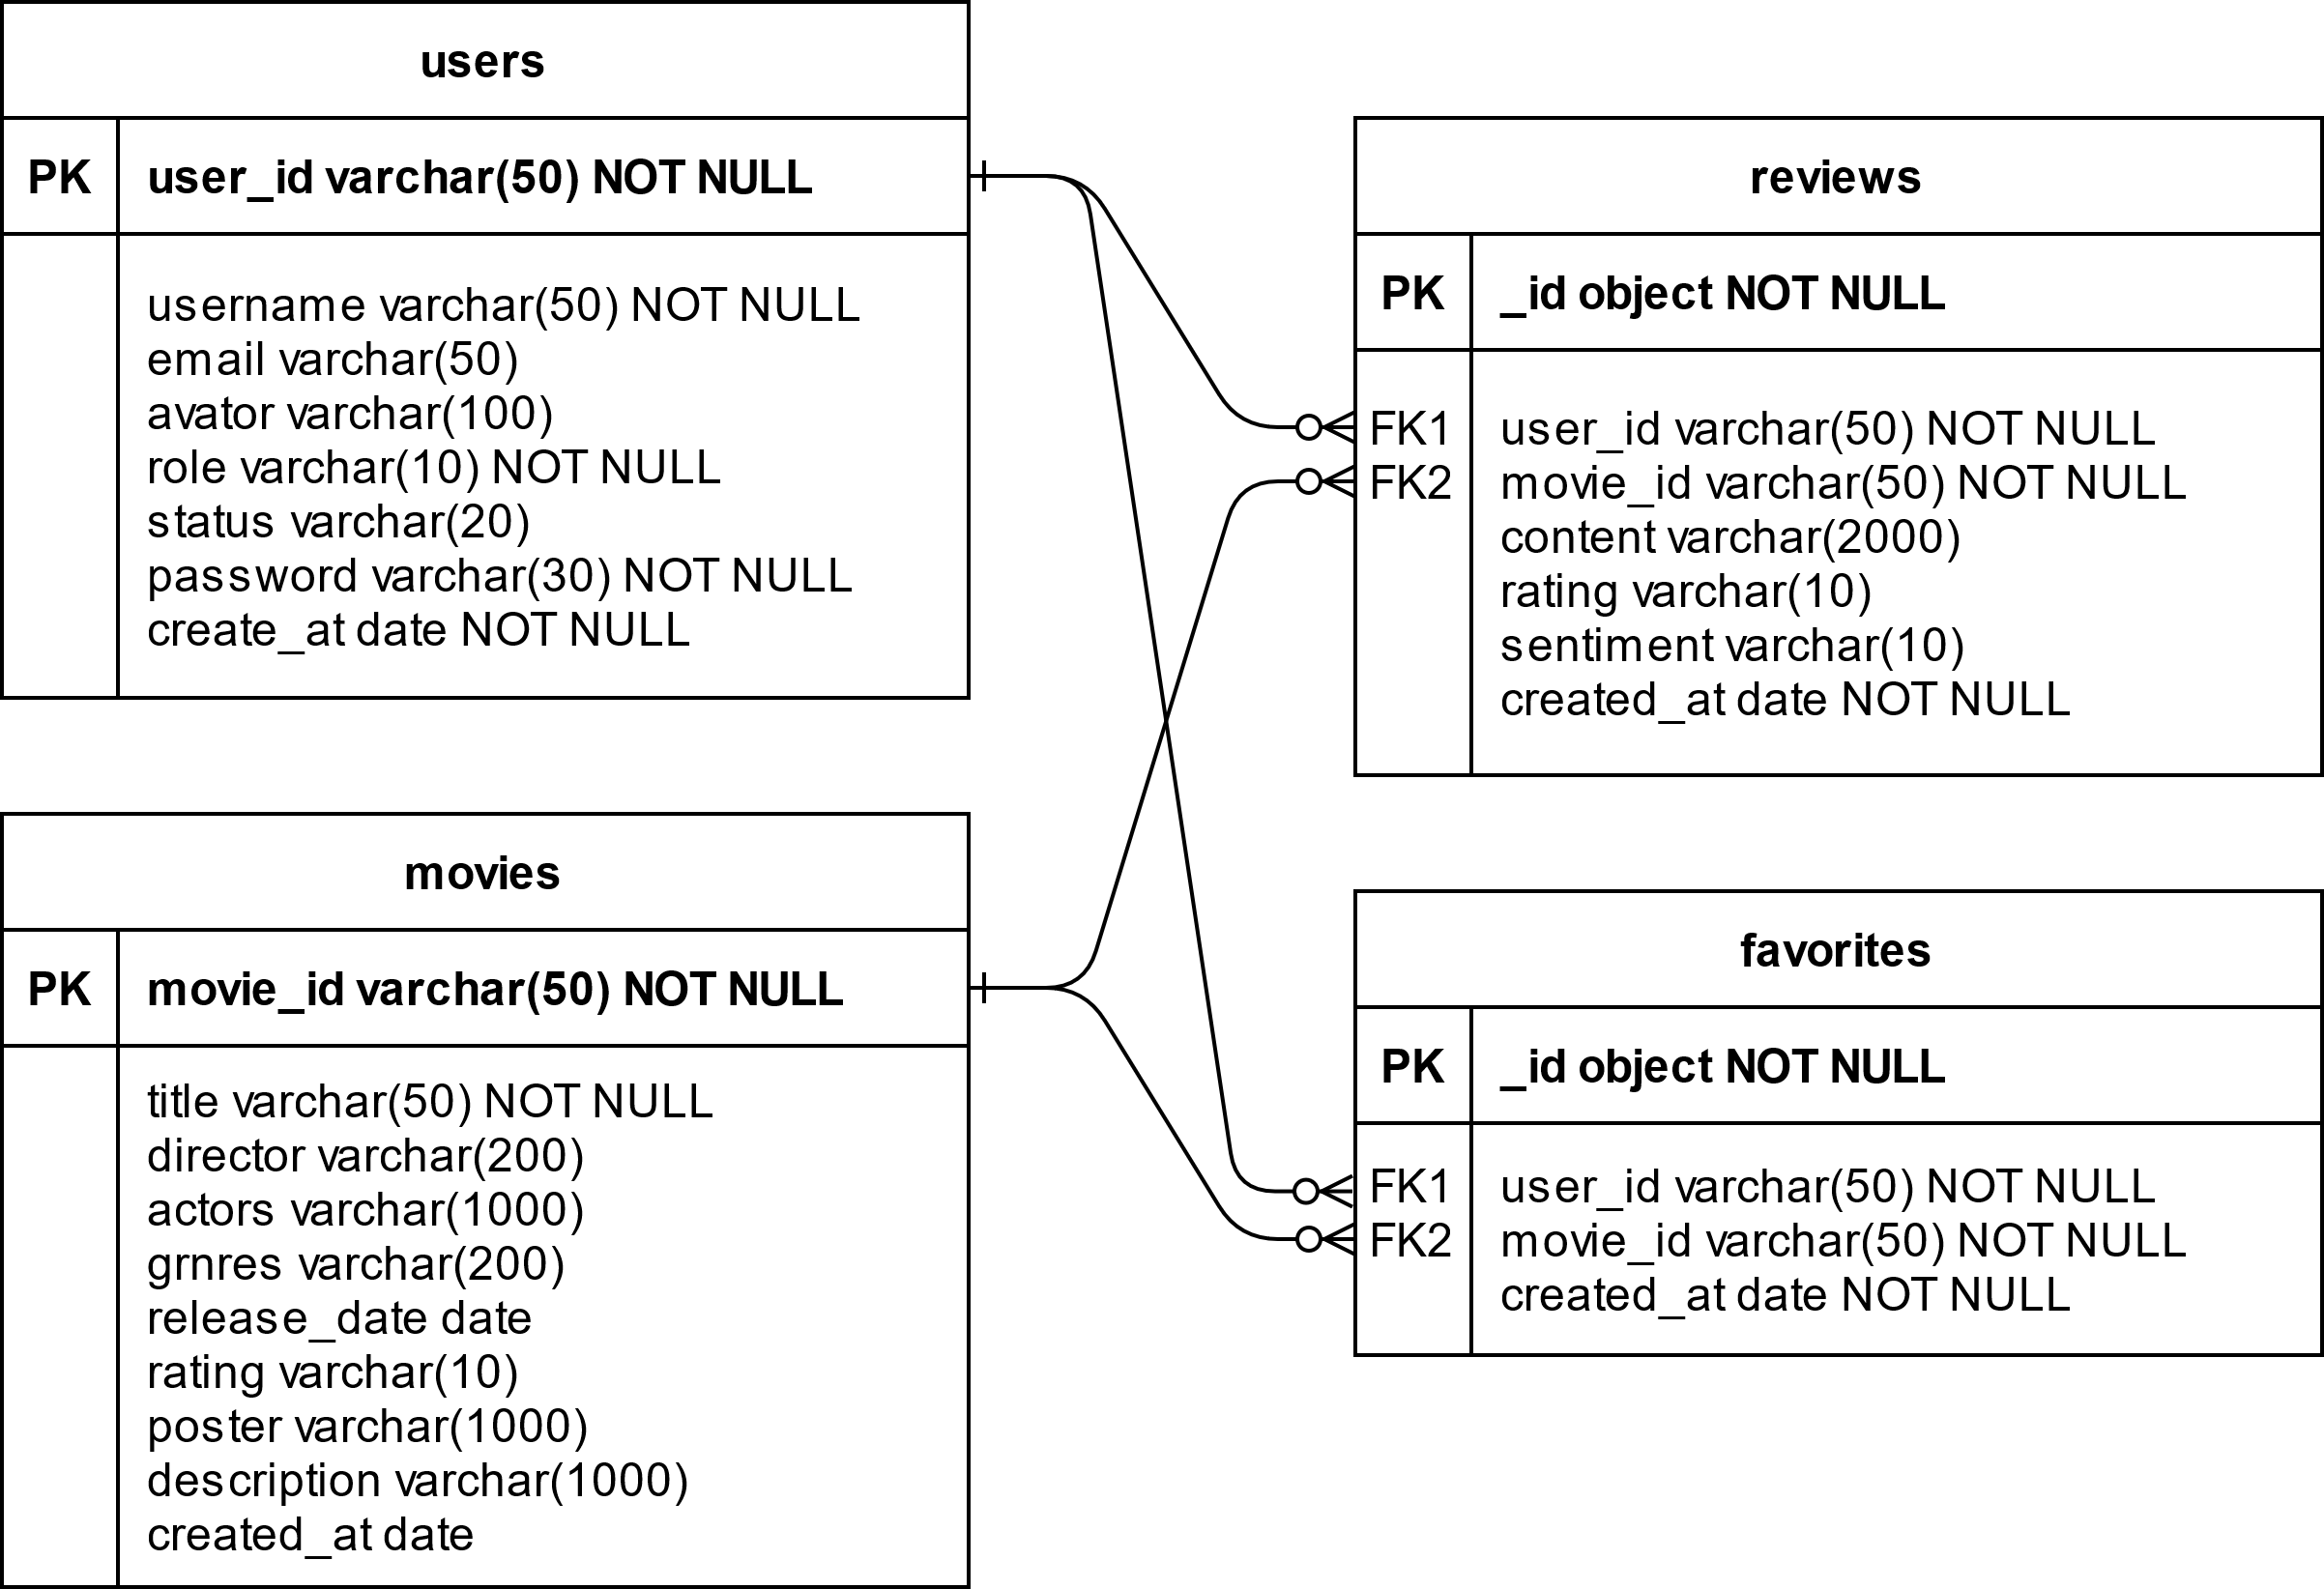 users
PK user_id varchar(50) NOT NULL
username varchar(50) NOT NULL
email varchar(50)
avator varchar(100)
role varchar(10) NOT NULL
status varchar(20)
password varchar(30) NOT NULL
create_at date NOT NULL
movies
PK movie_id varchar(50) NOT NULL
title varchar(50) NOT NULL
director varchar(200)
actors varchar(1000)
grnres varchar(200)
release_date date
rating varchar(10)
poster varchar(1000)
description varchar(1000)
created_at date
reviews
PK _id object NOT NULL
FK1 user_id varchar(50) NOT NULL
FK2 movie_id varchar(50) NOT NULL
content varchar(2000)
rating varchar(10)
sentiment varchar(10)
created_at date NOT NULL
favorites
PK _id object NOT NULL
FK1 user_id varchar(50) NOT NULL
FK2 movie_id varchar(50) NOT NULL
created_at date NOT NULL